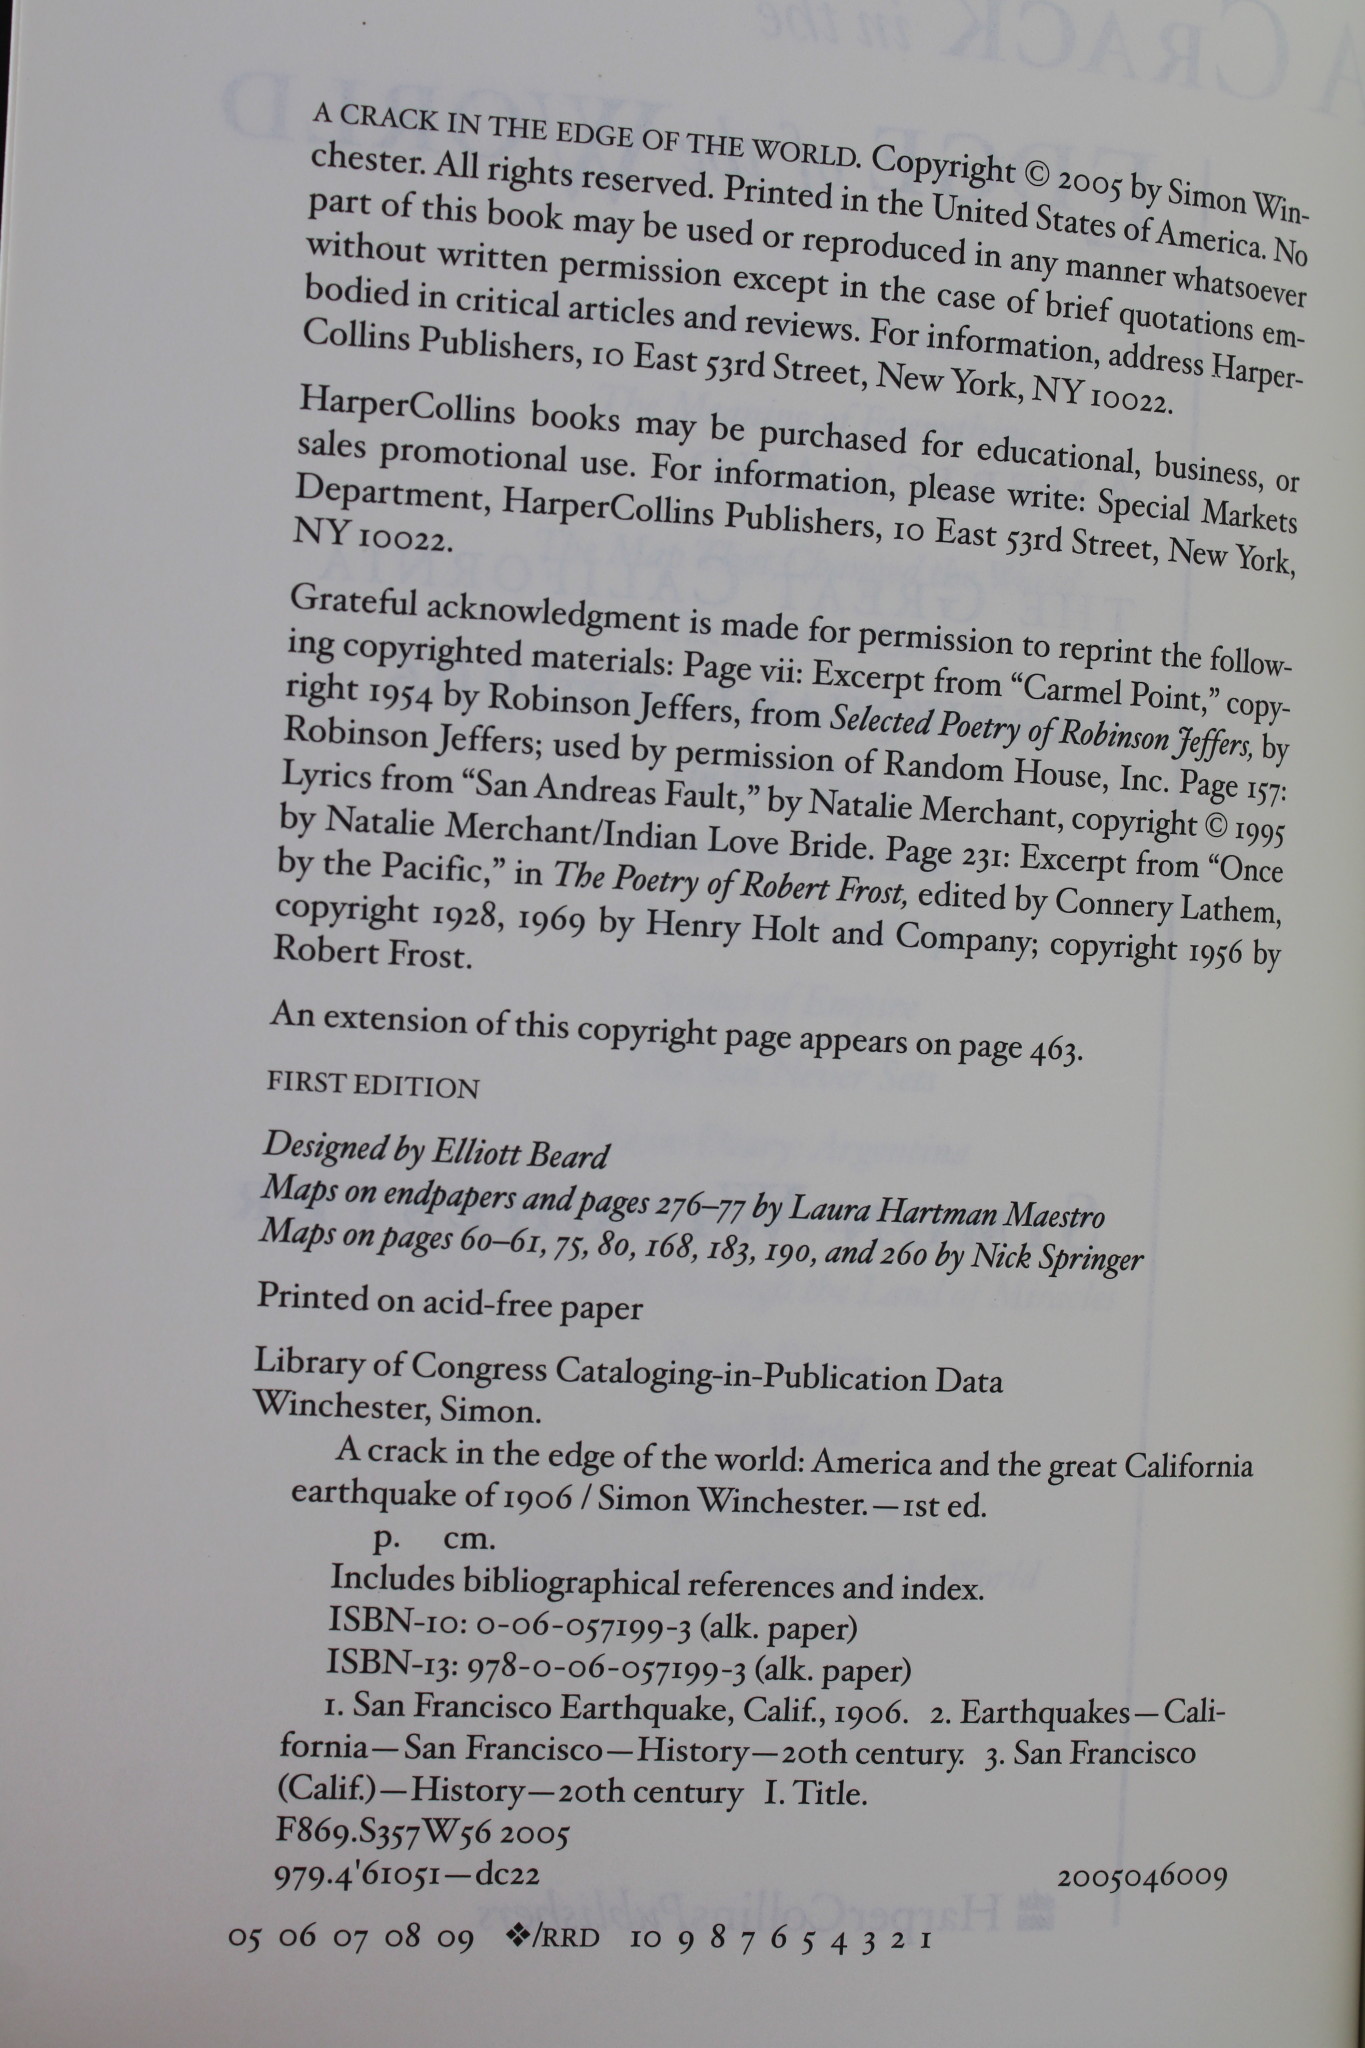 A CRACK IN THE EDGE OF THE WORLD. Copyright © 2005 by Simon Win-
chester. All rights reserved. Printed in the United States of America. No
part of this book may be used or reproduced in any manner whatsoever
without written permission except in the case of brief quotations em-
bodied in critical articles and reviews. For information, address Harper-
Collins Publishers, 10 East 53rd Street, New York, NY 10022.
HarperCollins books may be purchased for educational, business, or
sales promotional use. For information, please write: Special Markets
Department, HarperCollins Publishers, 10 East 53rd Street, New York,
NY 10022.
Grateful acknowledgment is made for permission to reprint the follow-
ing copyrighted materials: Page vii: Excerpt from “Carmel Point,” copy-
right 1954 by Robinson Jeffers, from Selected Poetry of Robinson Jeffers, by
Robinson Jeffers; used by permission of Random House, Inc. Page 157:
Lyrics from “San Andreas Fault,” by Natalie Merchant, copyright © 1995
by Natalie Merchant/Indian Love Bride. Page 231: Excerpt from “Once
by the Pacific,” in The Poetry of Robert Frost, edited by Connery Lathem,
copyright 1928, 1969 by Henry Holt and Company; copyright 1956 by
Robert Frost.
An extension of this copyright page appears on page 463.
FIRST EDITION
Designed by Elliott Beard
Maps on endpapers and pages 276–77 by Laura Hartman Maestro
Maps on pages 60–61, 75, 80, 168, 183, 190, and 260 by Nick Springer
Printed on acid-free paper
Library of Congress Cataloging-in-Publication Data
Winchester, Simon.
A crack in the edge of the world: America and the great California
earthquake of 1906 / Simon Winchester.—1st ed.
p. cm.
Includes bibliographical references and index.
ISBN-10: 0-06-057199-3 (alk. paper)
ISBN-13: 978-0-06-057199-3 (alk. paper)
1. San Francisco Earthquake, Calif., 1906. 2. Earthquakes—Cali-
fornia—San Francisco—History—20th century. 3. San Francisco
(Calif.)—History—20th century I. Title.
F869.S357W56 2005
979.4'61051—dc22 2005046009
05 06 07 08 09 ❖/RRD 10 9 8 7 6 5 4 3 2 1